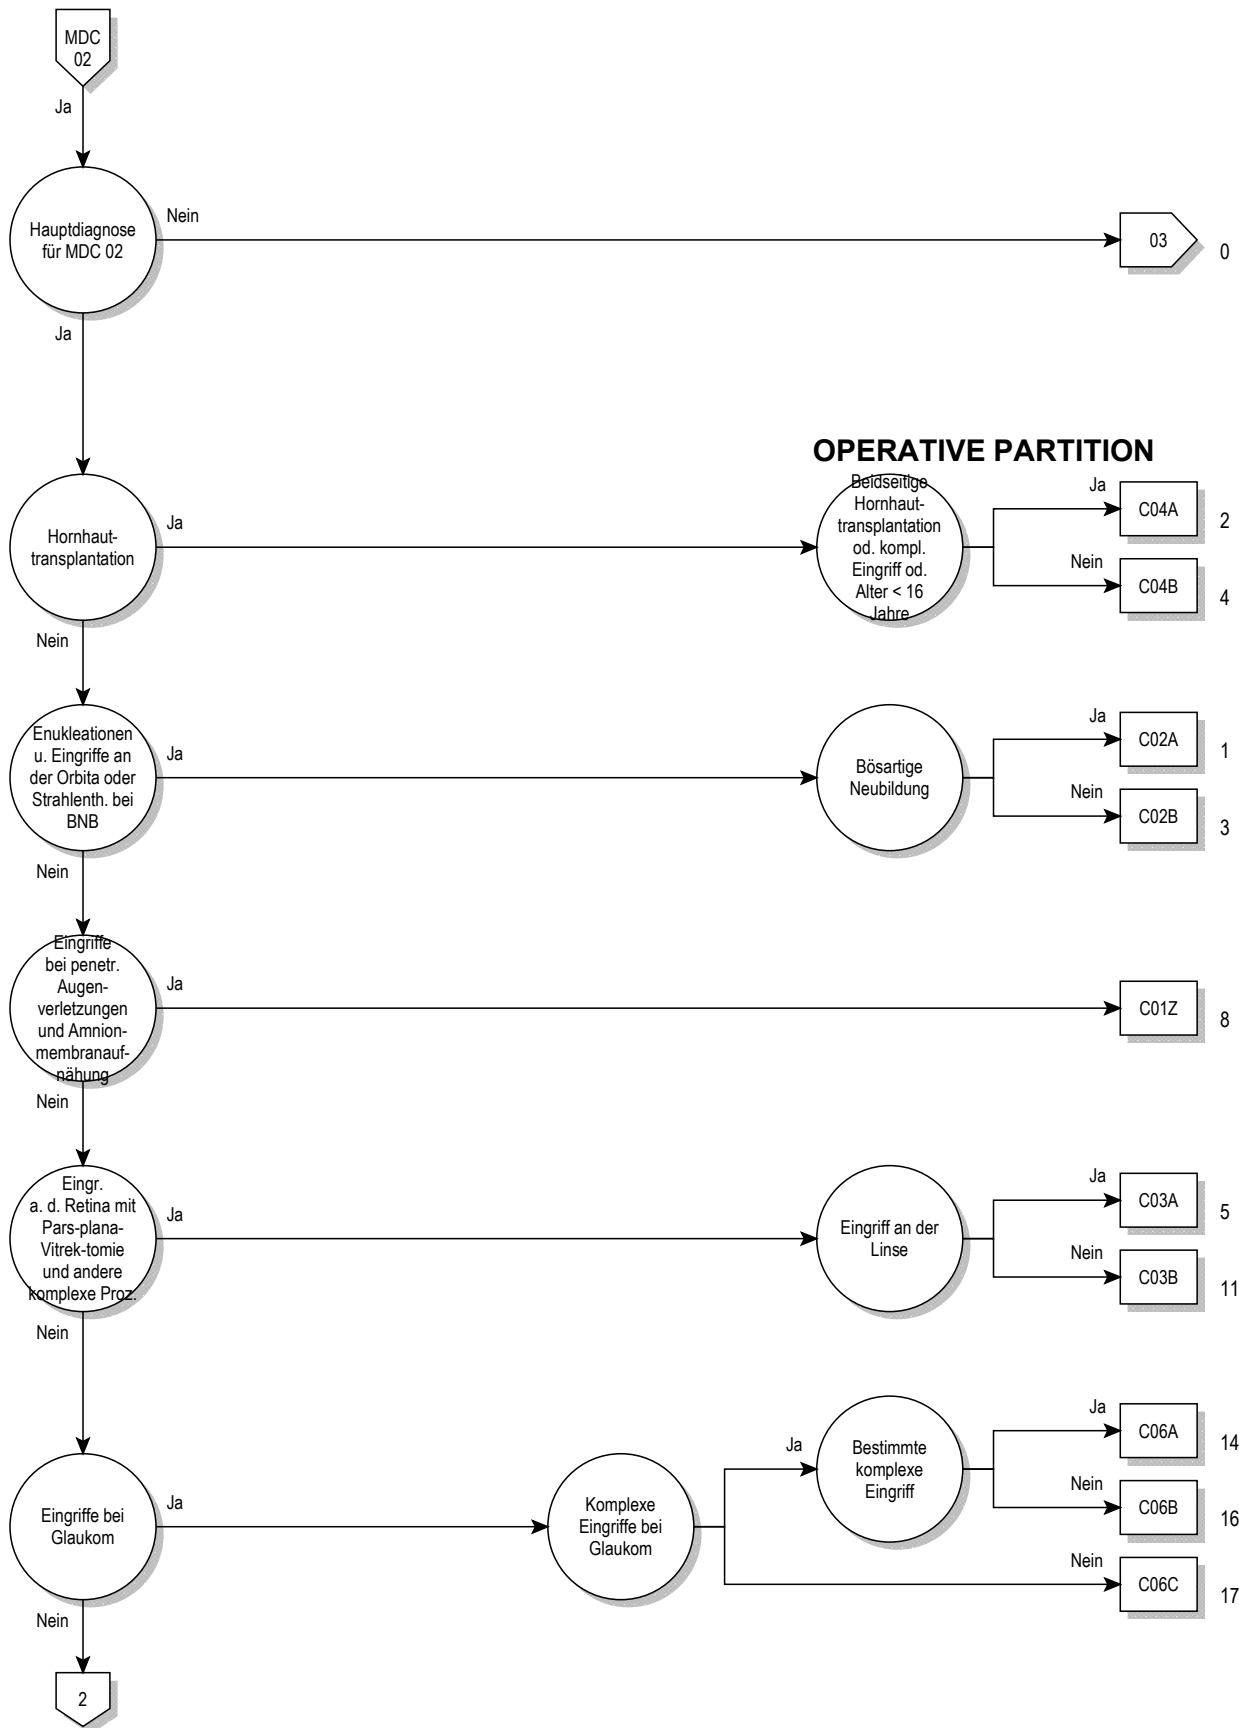 MDC
02
Ja
Hauptdiagnose
für MDC 02
Nein
03
0
Ja
OPERATIVE PARTITION
Hornhaut-
transplantation
Ja
Beidseitige
Hornhaut-
transplantation
od. kompl.
Eingriff od.
Alter < 16
Jahre
Ja
C04A
2
Nein
C04B
4
Nein
Enukleationen
u. Eingriffe an
der Orbita oder
Strahlenth. bei
BNB
Ja
Bösartige
Neubildung
Ja
C02A
1
Nein
C02B
3
Nein
Eingriffe
bei penetr.
Augen-
verletzungen
und Amnion-
membranauf-
nähung
Ja
C01Z
8
Nein
Eingr.
a. d. Retina mit
Pars-plana-
Vitrek-tomie
und andere
komplexe Proz.
Ja
Eingriff an der
Linse
Ja
C03A
5
Nein
C03B
11
Nein
Eingriffe bei
Glaukom
Ja
Komplexe
Eingriffe bei
Glaukom
Ja
Bestimmte
komplexe
Eingriff
Ja
C06A
14
Nein
C06B
16
Nein
C06C
17
Nein
2